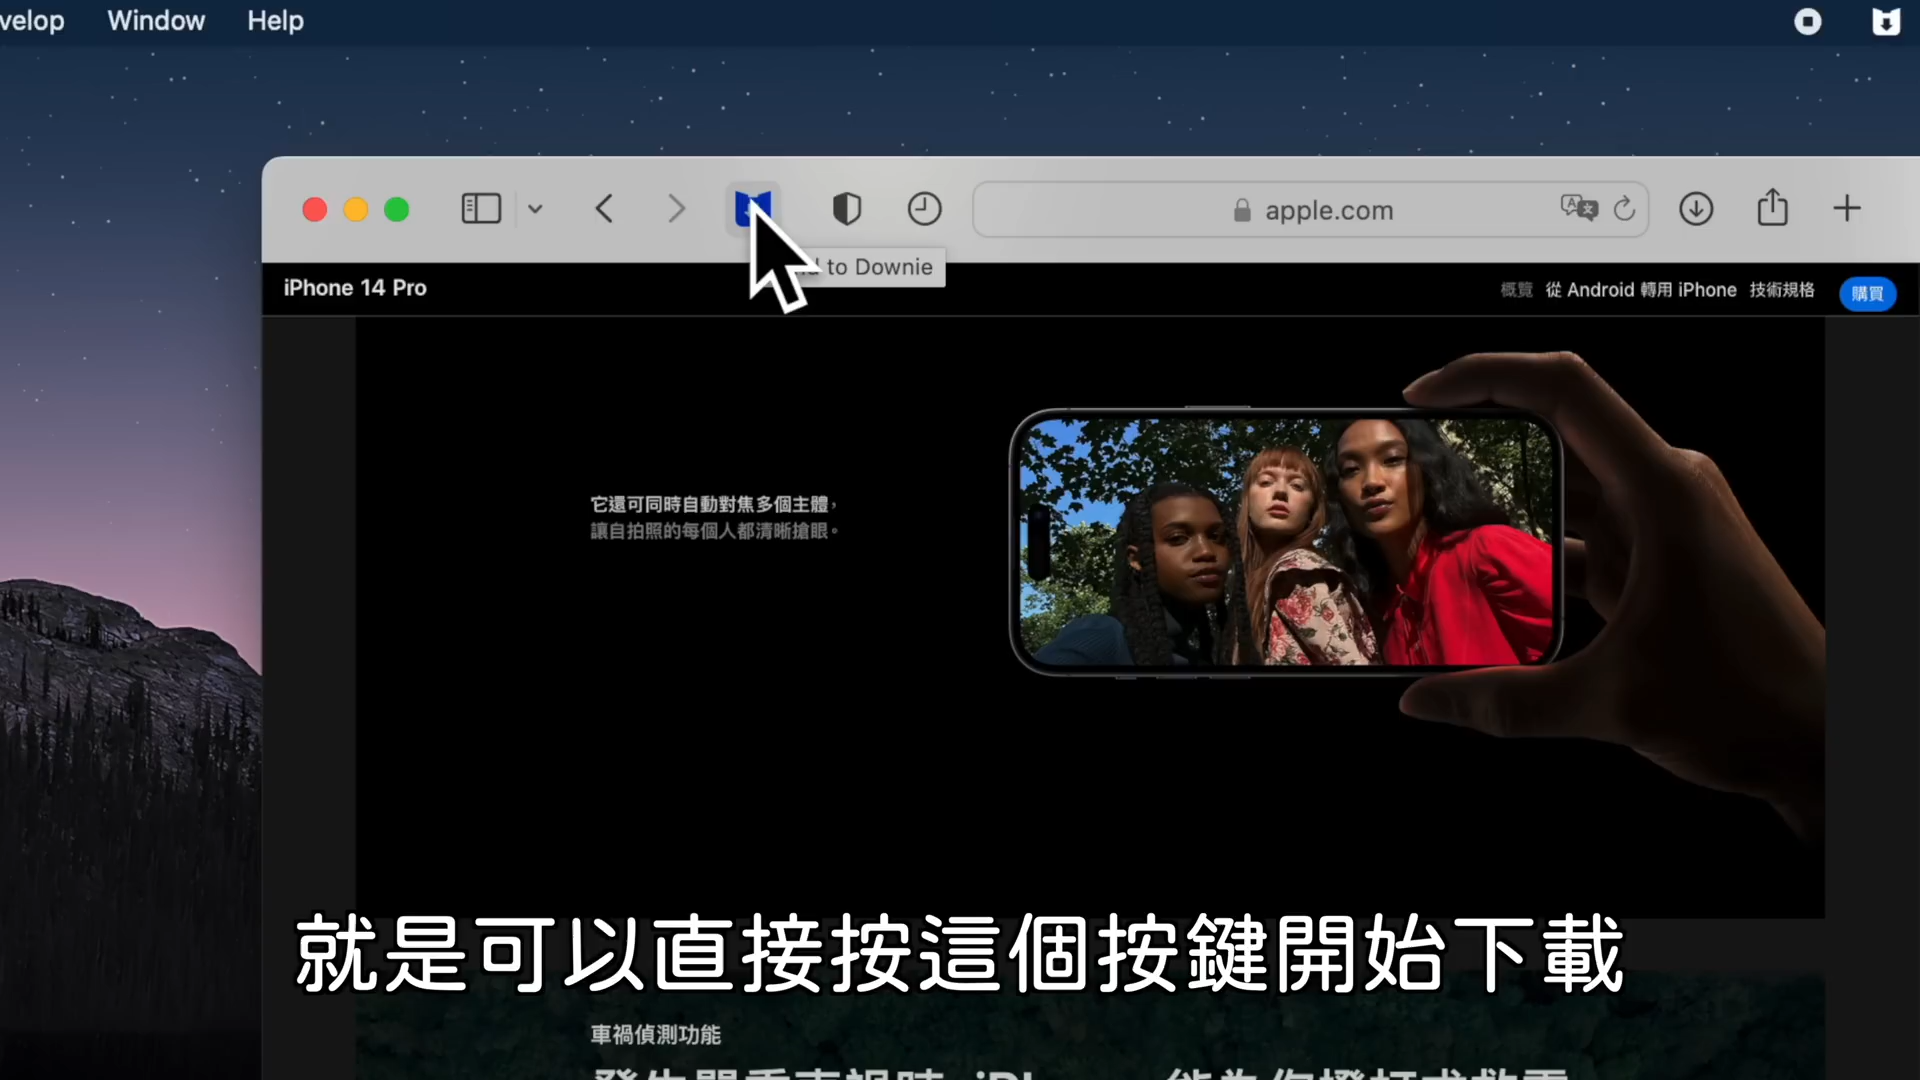 Window Help
apple.com
to Downie
iPhone 14 Pro
概覽 從 Android 轉用 iPhone 技術規格 購買
它還可同時自動對焦多個主體，
讓自拍照的每個人都清晰搶眼。
就是可以直接按這個按鍵開始下載
車禍偵測功能